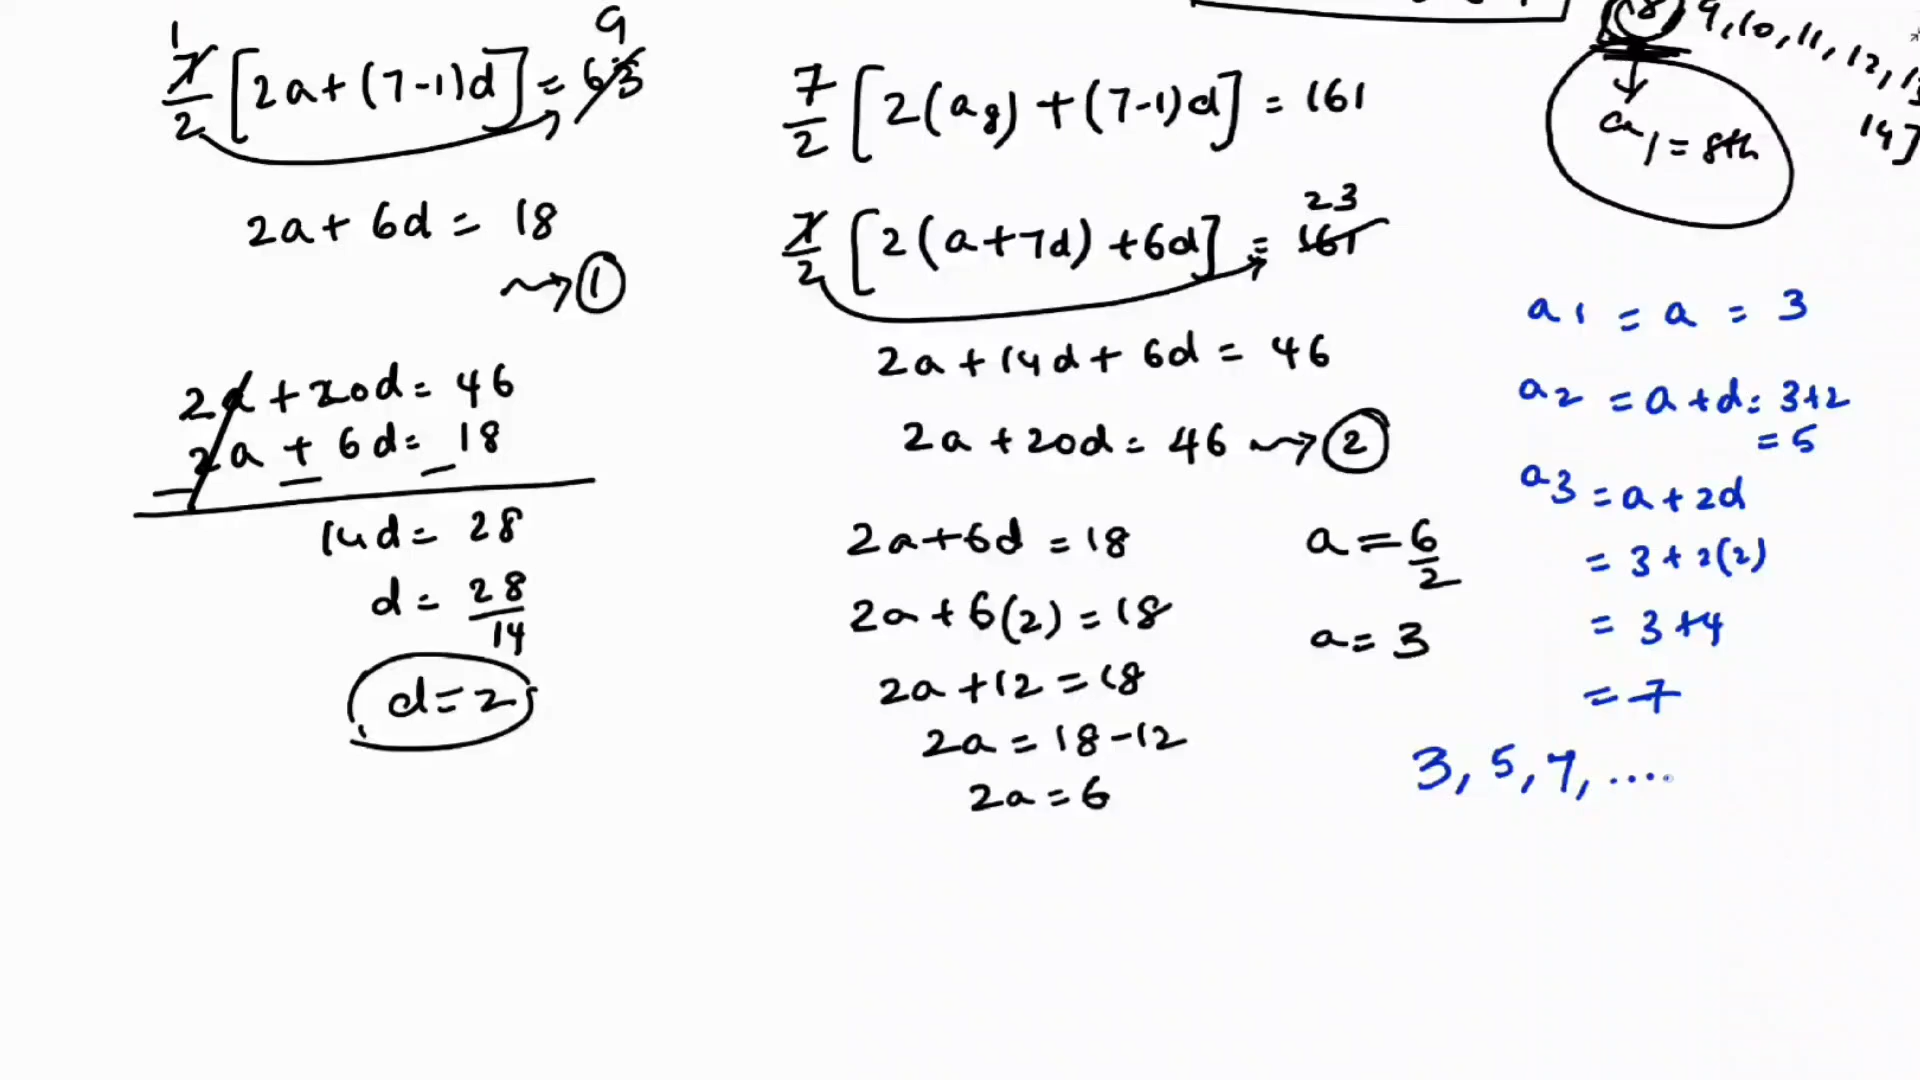 7/2 [2a + (7-1)d] = 63
1
9
2a + 6d = 18
→ ①
2a + 20d = 46
2a + 6d = 18
− − −
14d = 28
d = 28/14
d = 2
7/2 [2(a8) + (7-1)d] = 161
7/2 [2(a+7d) + 6d] = 161
23
2a + 14d + 6d = 46
2a + 20d = 46 → ②
2a + 6d = 18
2a + 6(2) = 18
2a + 12 = 18
2a = 18 - 12
2a = 6
a = 6/2
a = 3
8, 9, 10, 11, 12, 13
14]
a1 = 8th
a1 = a = 3
a2 = a + d = 3+2
= 5
a3 = a + 2d
= 3 + 2(2)
= 3 + 4
= 7
3, 5, 7, ....